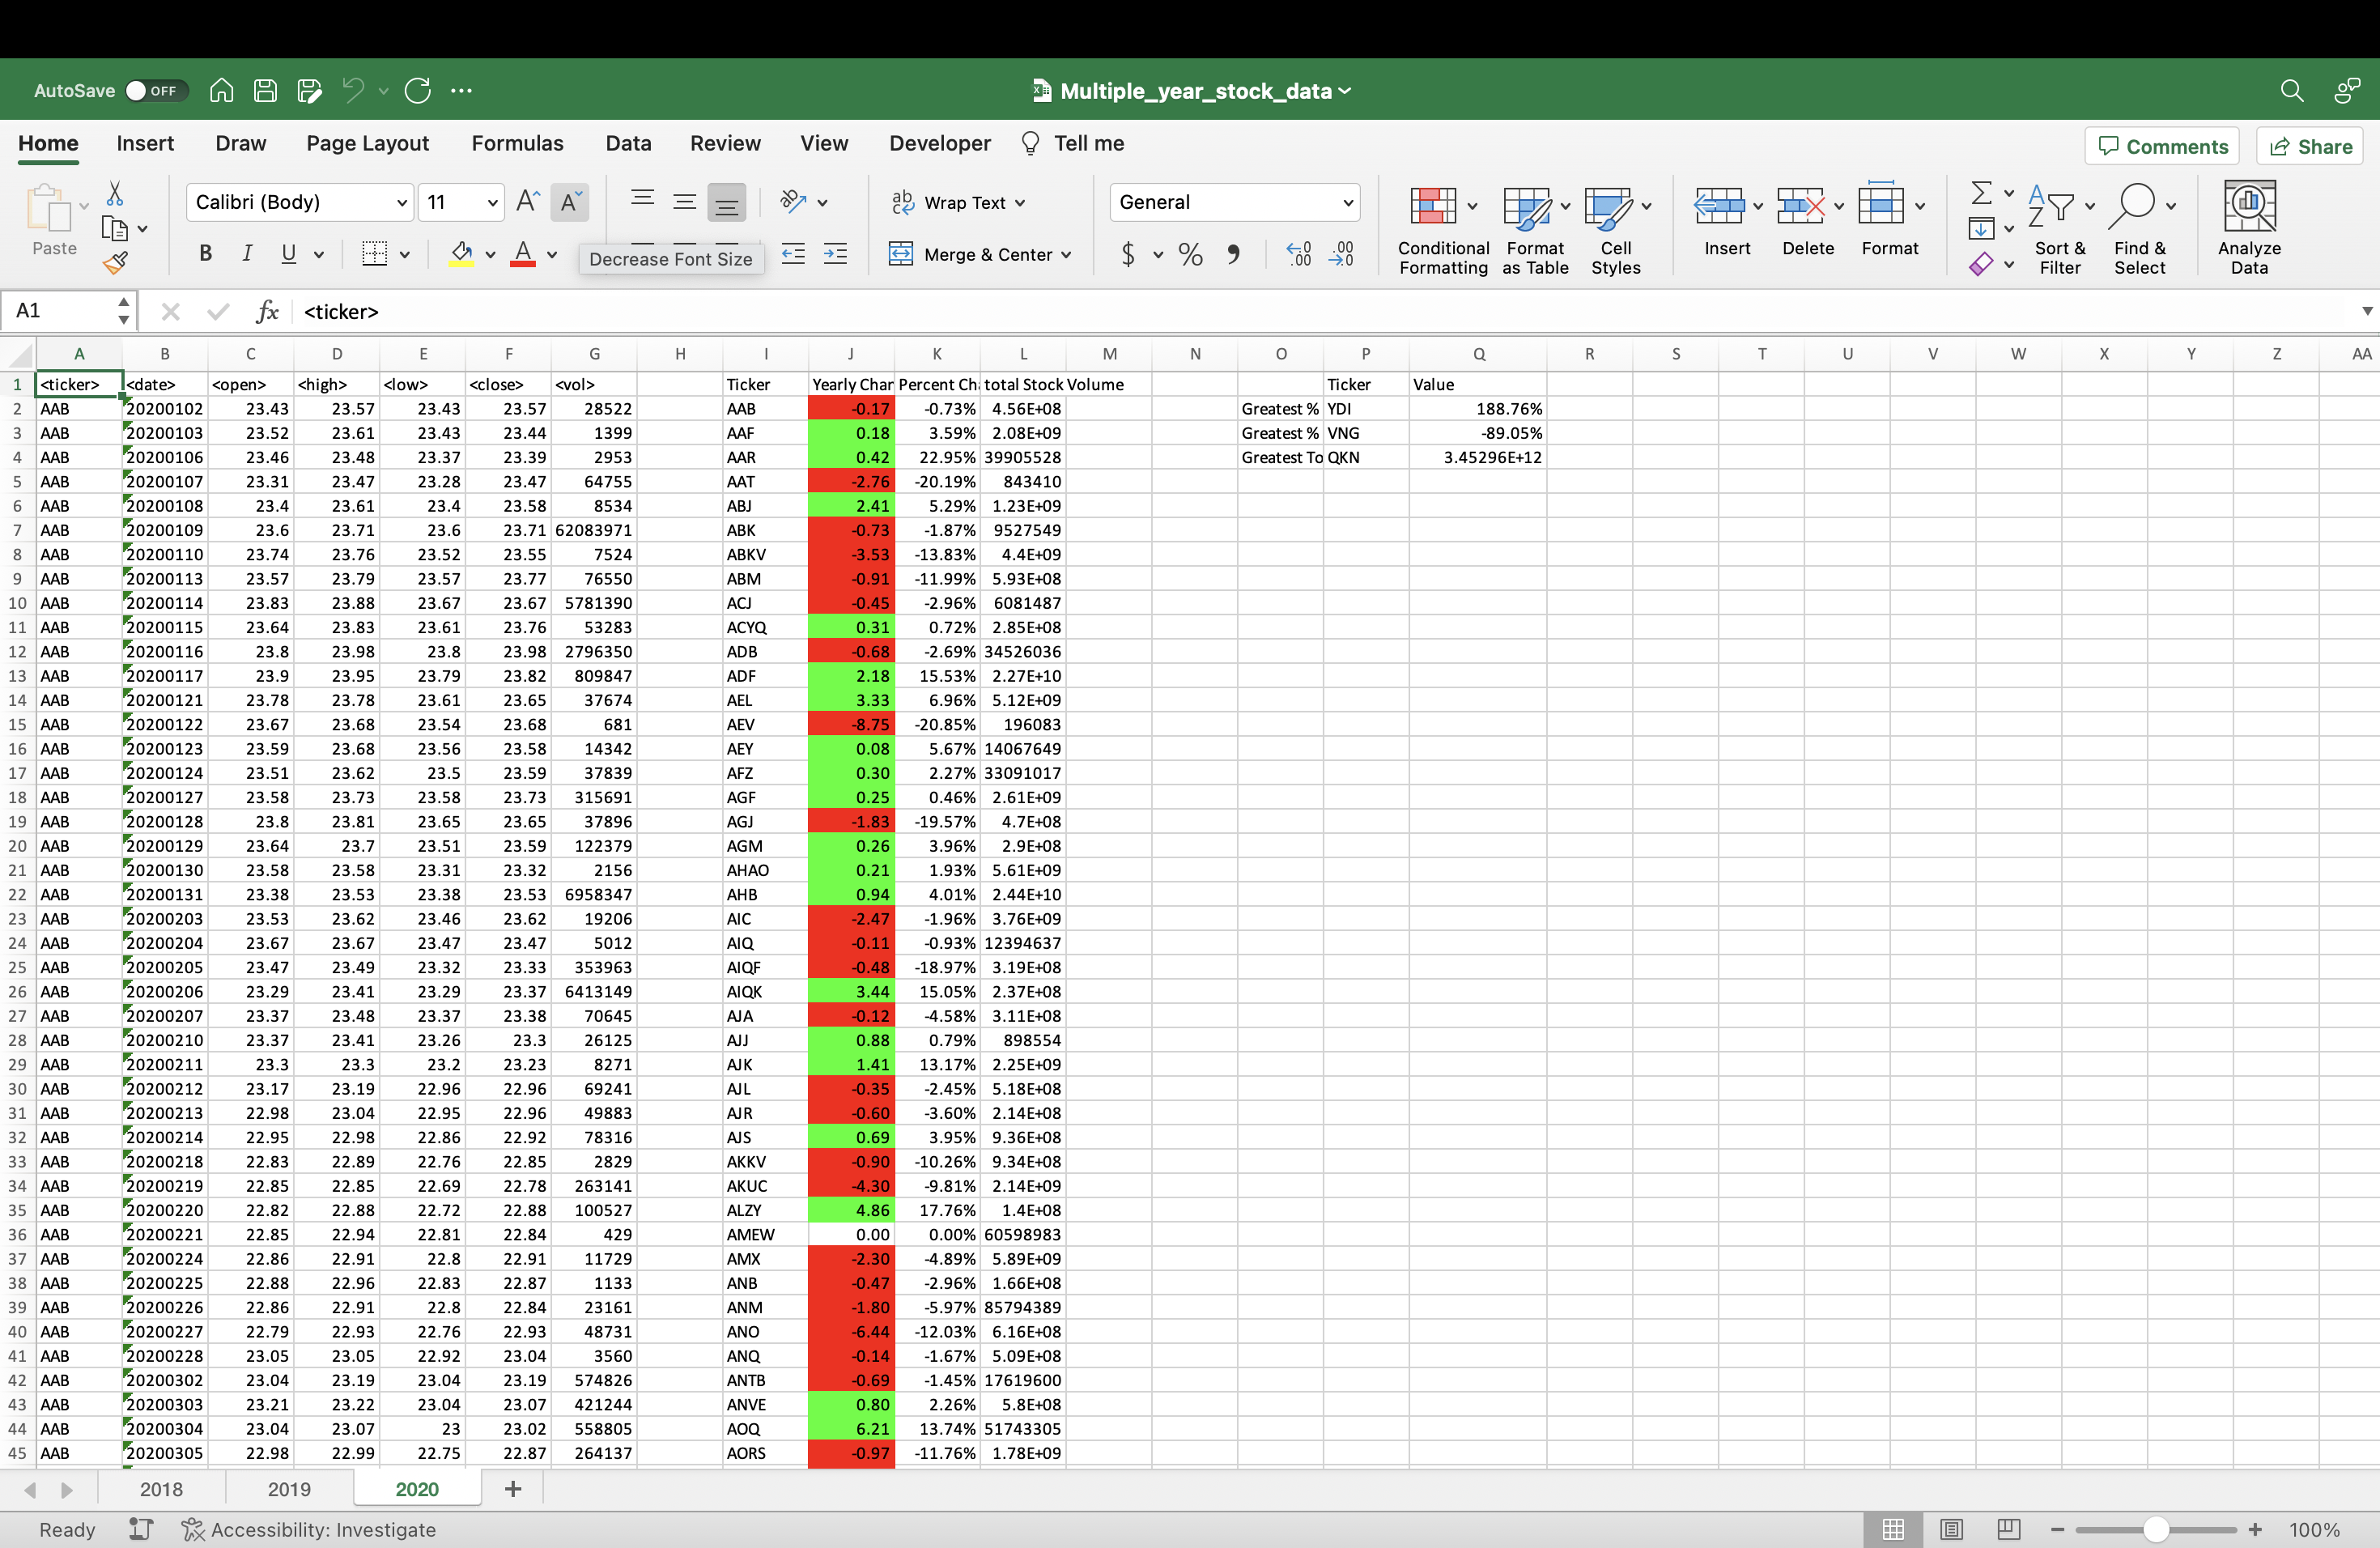 AutoSave OFF Multiple_year_stock_data
Home Insert Draw Page Layout Formulas Data Review View Developer Tell me Comments Share
Paste Calibri (Body) 11 A A ab c Wrap Text General Conditional Formatting Format as Table Cell Styles Insert Delete Format A Z Sort & Filter Find & Select Analyze Data
B I U A Decrease Font Size Merge & Center $ % 9 .0 .00 .00 .0
A1 fx <ticker>
A B C D E F G H I J K L M N O P Q R S T U V W X Y Z AA
1 <ticker> <date> <open> <high> <low> <close> <vol> Ticker Yearly Char Percent Ch total Stock Volume Ticker Value
2 AAB 20200102 23.43 23.57 23.43 23.57 28522 AAB -0.17 -0.73% 4.56E+08 Greatest % YDI 188.76%
3 AAB 20200103 23.52 23.61 23.43 23.44 1399 AAF 0.18 3.59% 2.08E+09 Greatest % VNG -89.05%
4 AAB 20200106 23.46 23.48 23.37 23.39 2953 AAR 0.42 22.95% 39905528 Greatest To QKN 3.45296E+12
5 AAB 20200107 23.31 23.47 23.28 23.47 64755 AAT -2.76 -20.19% 843410
6 AAB 20200108 23.4 23.61 23.4 23.58 8534 ABJ 2.41 5.29% 1.23E+09
7 AAB 20200109 23.6 23.71 23.6 23.71 62083971 ABK -0.73 -1.87% 9527549
8 AAB 20200110 23.74 23.76 23.52 23.55 7524 ABKV -3.53 -13.83% 4.4E+09
9 AAB 20200113 23.57 23.79 23.57 23.77 76550 ABM -0.91 -11.99% 5.93E+08
10 AAB 20200114 23.83 23.88 23.67 23.67 5781390 ACJ -0.45 -2.96% 6081487
11 AAB 20200115 23.64 23.83 23.61 23.76 53283 ACYQ 0.31 0.72% 2.85E+08
12 AAB 20200116 23.8 23.98 23.8 23.98 2796350 ADB -0.68 -2.69% 34526036
13 AAB 20200117 23.9 23.95 23.79 23.82 809847 ADF 2.18 15.53% 2.27E+10
14 AAB 20200121 23.78 23.78 23.61 23.65 37674 AEL 3.33 6.96% 5.12E+09
15 AAB 20200122 23.67 23.68 23.54 23.68 681 AEV -8.75 -20.85% 196083
16 AAB 20200123 23.59 23.68 23.56 23.58 14342 AEY 0.08 5.67% 14067649
17 AAB 20200124 23.51 23.62 23.5 23.59 37839 AFZ 0.30 2.27% 33091017
18 AAB 20200127 23.58 23.73 23.58 23.73 315691 AGF 0.25 0.46% 2.61E+09
19 AAB 20200128 23.8 23.81 23.65 23.65 37896 AGJ -1.83 -19.57% 4.7E+08
20 AAB 20200129 23.64 23.7 23.51 23.59 122379 AGM 0.26 3.96% 2.9E+08
21 AAB 20200130 23.58 23.58 23.31 23.32 2156 AHAO 0.21 1.93% 5.61E+09
22 AAB 20200131 23.38 23.53 23.38 23.53 6958347 AHB 0.94 4.01% 2.44E+10
23 AAB 20200203 23.53 23.62 23.46 23.62 19206 AIC -2.47 -1.96% 3.76E+09
24 AAB 20200204 23.67 23.67 23.47 23.47 5012 AIQ -0.11 -0.93% 12394637
25 AAB 20200205 23.47 23.49 23.32 23.33 353963 AIQF -0.48 -18.97% 3.19E+08
26 AAB 20200206 23.29 23.41 23.29 23.37 6413149 AIQK 3.44 15.05% 2.37E+08
27 AAB 20200207 23.37 23.48 23.37 23.38 70645 AJA -0.12 -4.58% 3.11E+08
28 AAB 20200210 23.37 23.41 23.26 23.3 26125 AJJ 0.88 0.79% 898554
29 AAB 20200211 23.3 23.3 23.2 23.23 8271 AJK 1.41 13.17% 2.25E+09
30 AAB 20200212 23.17 23.19 22.96 22.96 69241 AJL -0.35 -2.45% 5.18E+08
31 AAB 20200213 22.98 23.04 22.95 22.96 49883 AJR -0.60 -3.60% 2.14E+08
32 AAB 20200214 22.95 22.98 22.86 22.92 78316 AJS 0.69 3.95% 9.36E+08
33 AAB 20200218 22.83 22.89 22.76 22.85 2829 AKKV -0.90 -10.26% 9.34E+08
34 AAB 20200219 22.85 22.85 22.69 22.78 263141 AKUC -4.30 -9.81% 2.14E+09
35 AAB 20200220 22.82 22.88 22.72 22.88 100527 ALZY 4.86 17.76% 1.4E+08
36 AAB 20200221 22.85 22.94 22.81 22.84 429 AMEW 0.00 0.00% 60598983
37 AAB 20200224 22.86 22.91 22.8 22.91 11729 AMX -2.30 -4.89% 5.89E+09
38 AAB 20200225 22.88 22.96 22.83 22.87 1133 ANB -0.47 -2.96% 1.66E+08
39 AAB 20200226 22.86 22.91 22.8 22.84 23161 ANM -1.80 -5.97% 85794389
40 AAB 20200227 22.79 22.93 22.76 22.93 48731 ANO -6.44 -12.03% 6.16E+08
41 AAB 20200228 23.05 23.05 22.92 23.04 3560 ANQ -0.14 -1.67% 5.09E+08
42 AAB 20200302 23.04 23.19 23.04 23.19 574826 ANTB -0.69 -1.45% 17619600
43 AAB 20200303 23.21 23.22 23.04 23.07 421244 ANVE 0.80 2.26% 5.8E+08
44 AAB 20200304 23.04 23.07 23 23.02 558805 AOQ 6.21 13.74% 51743305
45 AAB 20200305 22.98 22.99 22.75 22.87 264137 AORS -0.97 -11.76% 1.78E+09
2018 2019 2020 +
Ready Accessibility: Investigate 100%